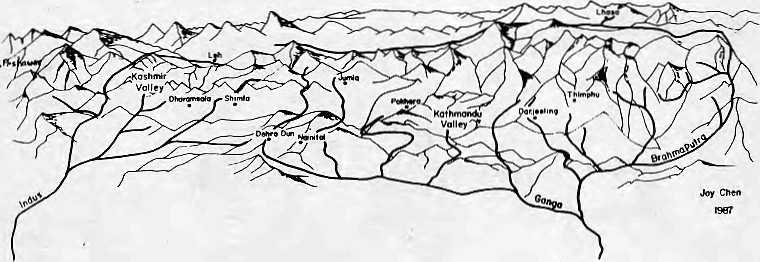 Lhasa
Peshawar
Leh
Kashmir
Valley
Jumla
Dharamsala
Shimla
Pokhara
Thimphu
Kathmandu
Valley
Darjeeling
Dehra Dun
Nainital
BrahmaPutra
Indus
Ganga
Joy Chen
1987